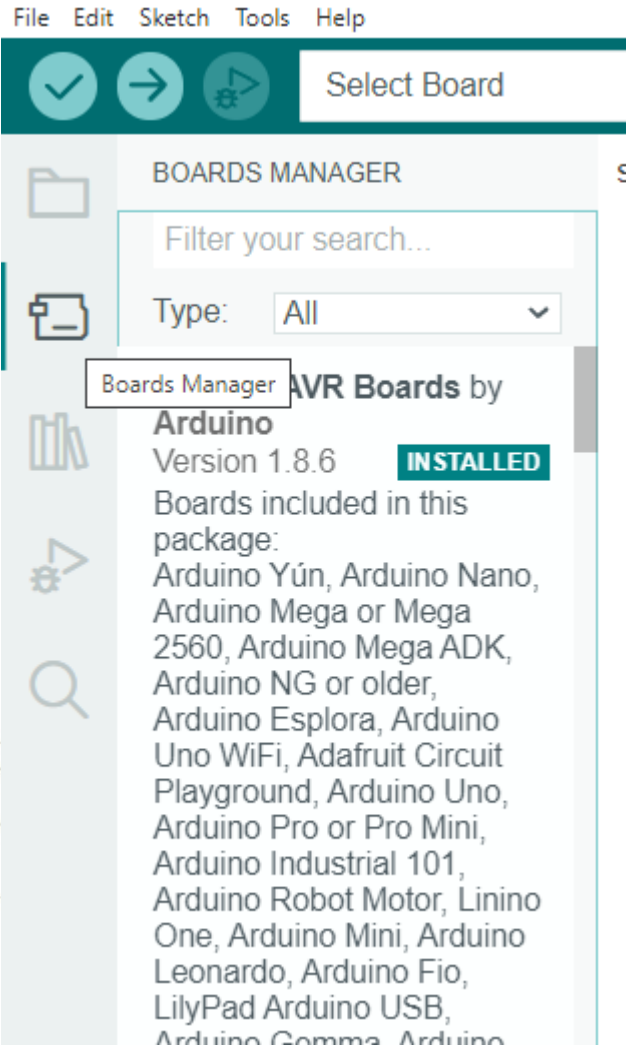 File Edit Sketch Tools Help
Select Board
BOARDS MANAGER
Filter your search...
Type: All
Boards Manager
AVR Boards by
Arduino
Version 1.8.6 INSTALLED
Boards included in this
package:
Arduino Yún, Arduino Nano,
Arduino Mega or Mega
2560, Arduino Mega ADK,
Arduino NG or older,
Arduino Esplora, Arduino
Uno WiFi, Adafruit Circuit
Playground, Arduino Uno,
Arduino Pro or Pro Mini,
Arduino Industrial 101,
Arduino Robot Motor, Linino
One, Arduino Mini, Arduino
Leonardo, Arduino Fio,
LilyPad Arduino USB,
Arduino Gemma, Arduino